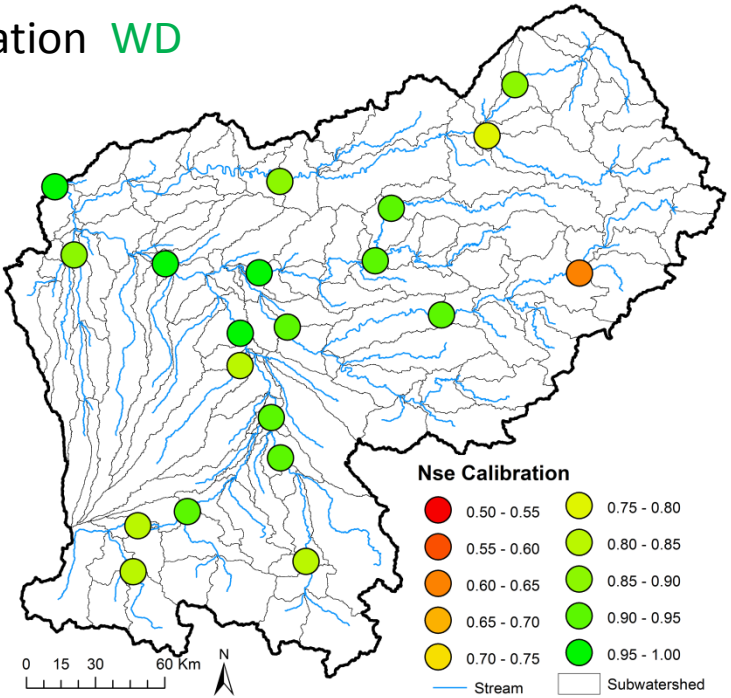 ation WD
Nse Calibration
0.50 - 0.55
0.55 - 0.60
0.60 - 0.65
0.65 - 0.70
0.70 - 0.75
0.75 - 0.80
0.80 - 0.85
0.85 - 0.90
0.90 - 0.95
0.95 - 1.00
Stream
Subwatershed
0 15 30 60 Km
N